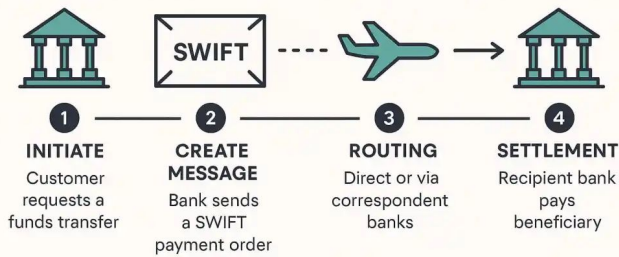 SWIFT
1
INITIATE
Customer
requests a
funds transfer
2
CREATE
MESSAGE
Bank sends
a SWIFT
payment order
3
ROUTING
Direct or via
correspondent
banks
4
SETTLEMENT
Recipient bank
pays
beneficiary